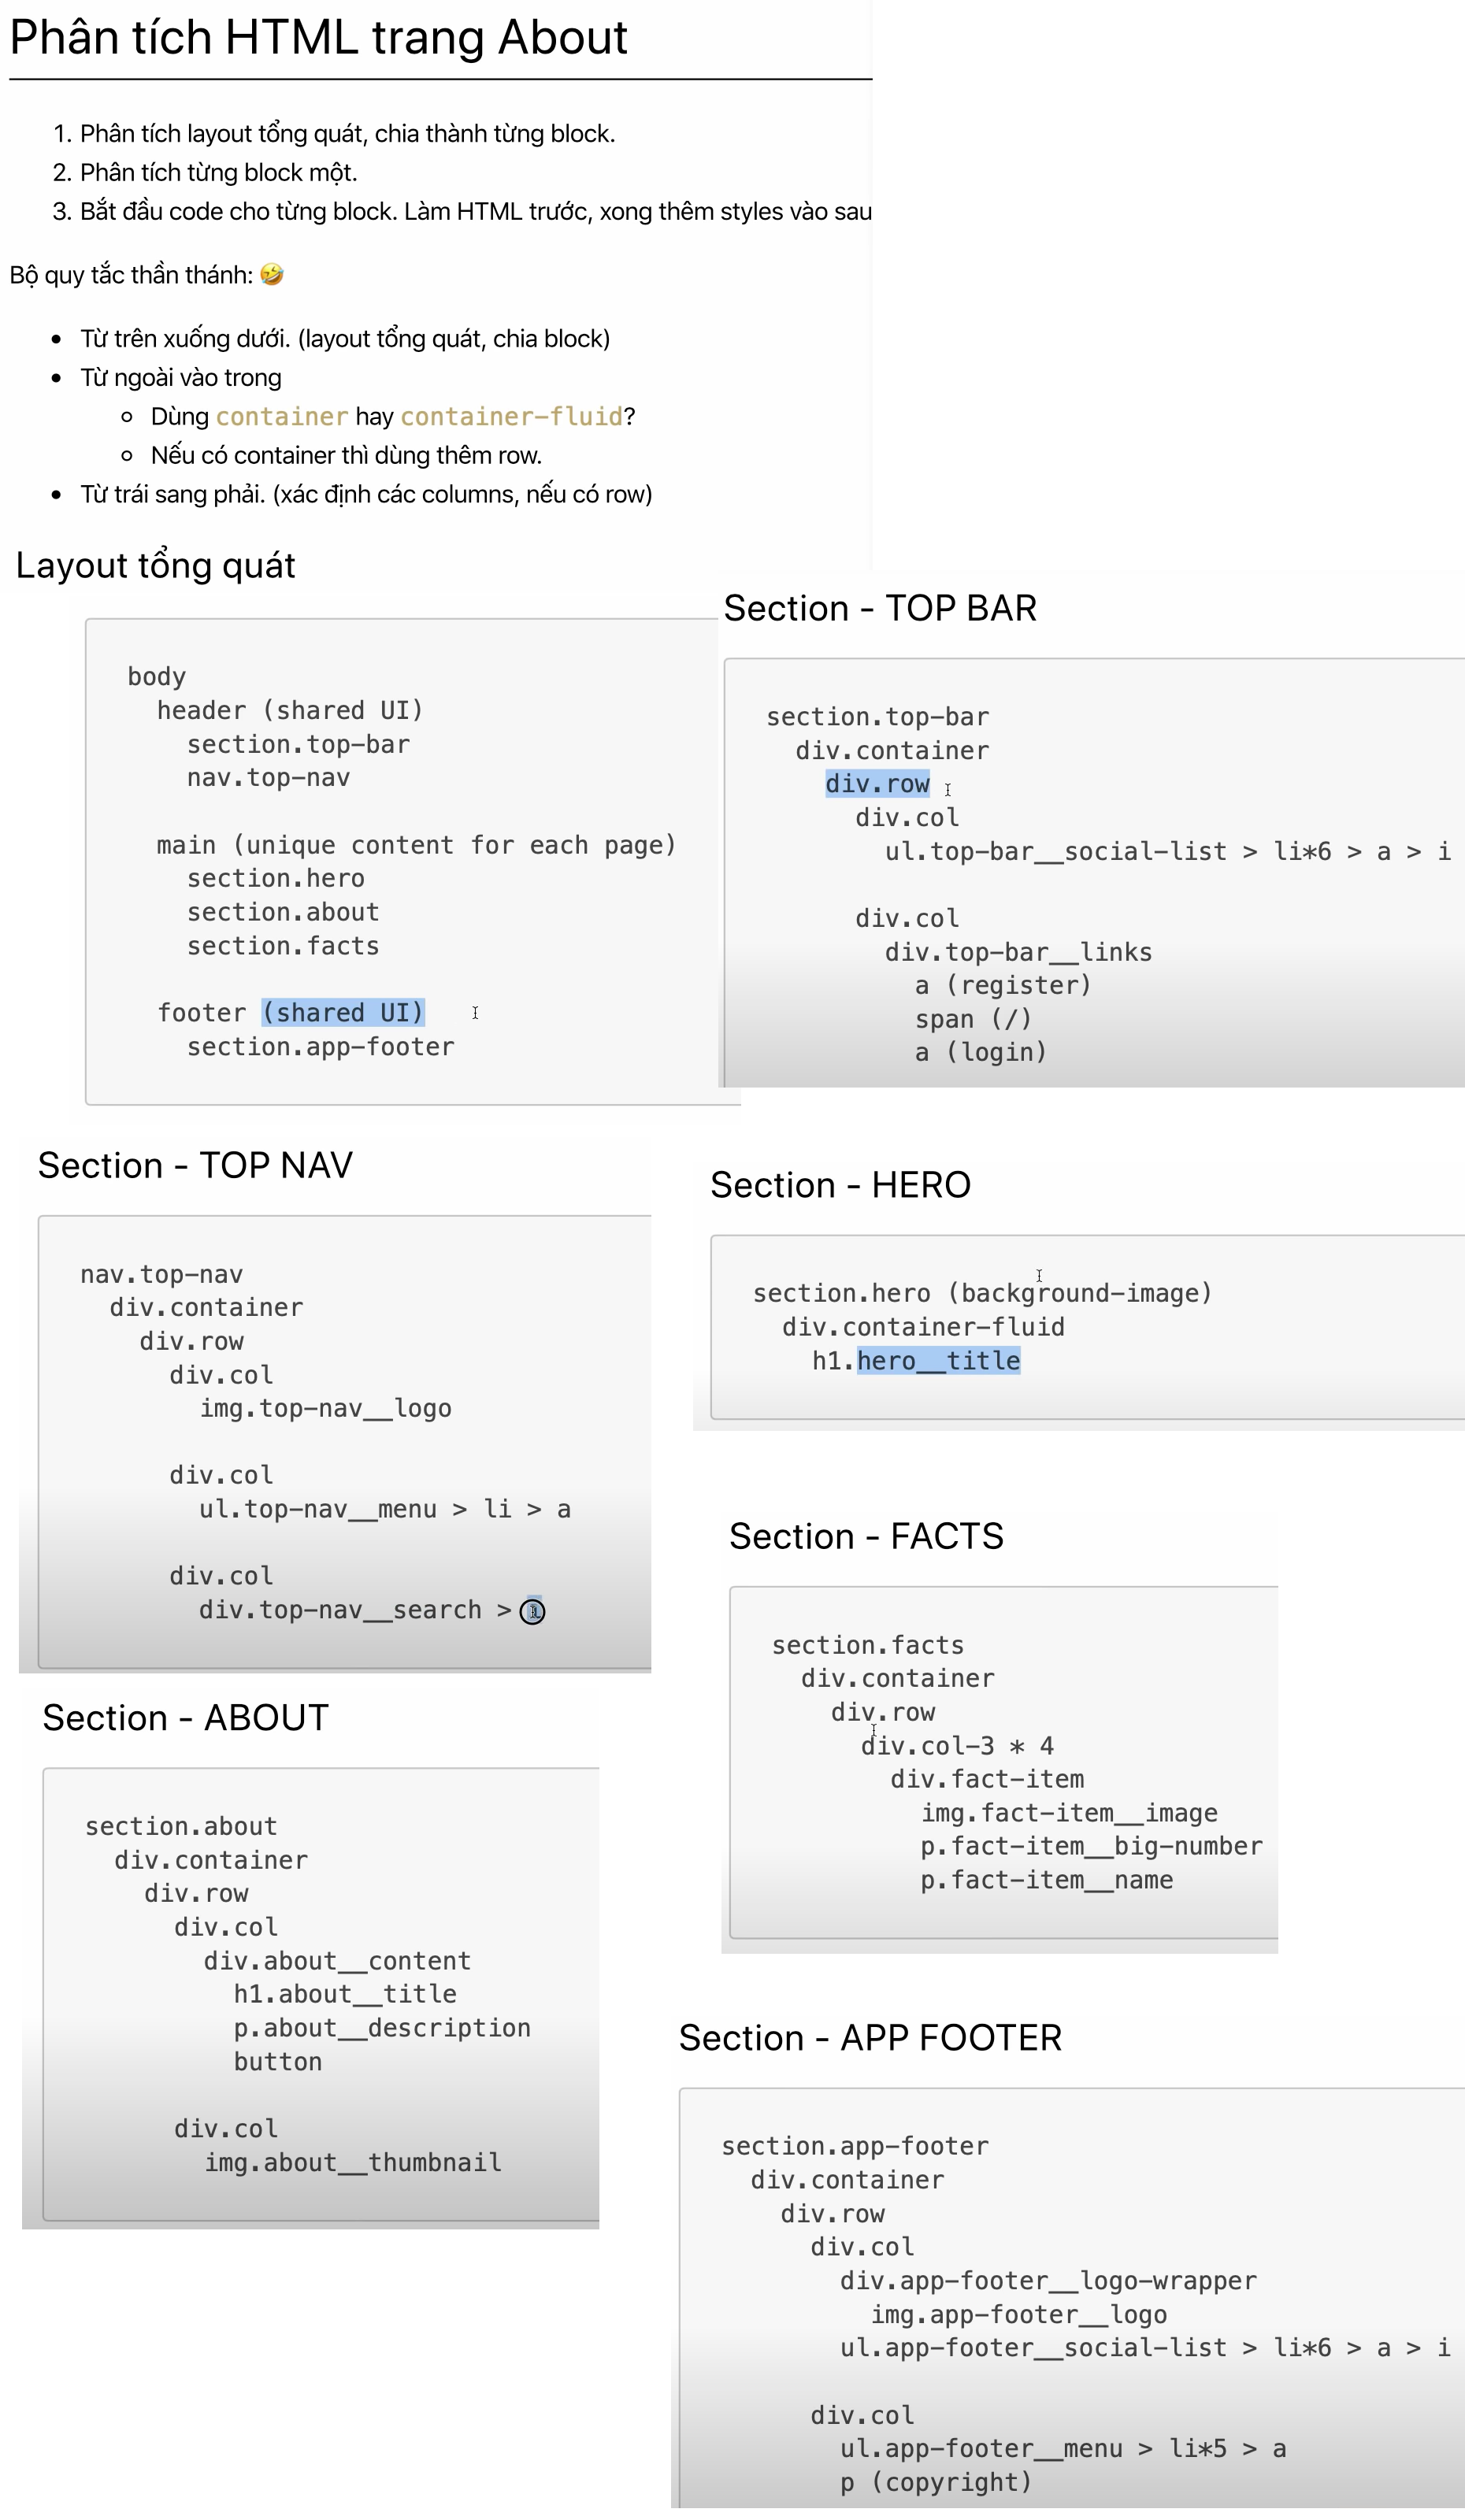 Phân tích HTML trang About
1. Phân tích layout tổng quát, chia thành từng block.
2. Phân tích từng block một.
3. Bắt đầu code cho từng block. Làm HTML trước, xong thêm styles vào sau
Bộ quy tắc thần thánh: 🤣
• Từ trên xuống dưới. (layout tổng quát, chia block)
• Từ ngoài vào trong
◦ Dùng container hay container-fluid?
◦ Nếu có container thì dùng thêm row.
• Từ trái sang phải. (xác định các columns, nếu có row)
Layout tổng quát
body
header (shared UI)
section.top-bar
nav.top-nav
main (unique content for each page)
section.hero
section.about
section.facts
footer (shared UI)
section.app-footer
Section - TOP BAR
section.top-bar
div.container
div.row
div.col
ul.top-bar__social-list > li*6 > a > i
div.col
div.top-bar__links
a (register)
span (/)
a (login)
Section - TOP NAV
nav.top-nav
div.container
div.row
div.col
img.top-nav__logo
div.col
ul.top-nav__menu > li > a
div.col
div.top-nav__search >
Section - HERO
section.hero (background-image)
div.container-fluid
h1.hero__title
Section - FACTS
section.facts
div.container
div.row
div.col-3 * 4
div.fact-item
img.fact-item__image
p.fact-item__big-number
p.fact-item__name
Section - ABOUT
section.about
div.container
div.row
div.col
div.about__content
h1.about__title
p.about__description
button
div.col
img.about__thumbnail
Section - APP FOOTER
section.app-footer
div.container
div.row
div.col
div.app-footer__logo-wrapper
img.app-footer__logo
ul.app-footer__social-list > li*6 > a > i
div.col
ul.app-footer__menu > li*5 > a
p (copyright)